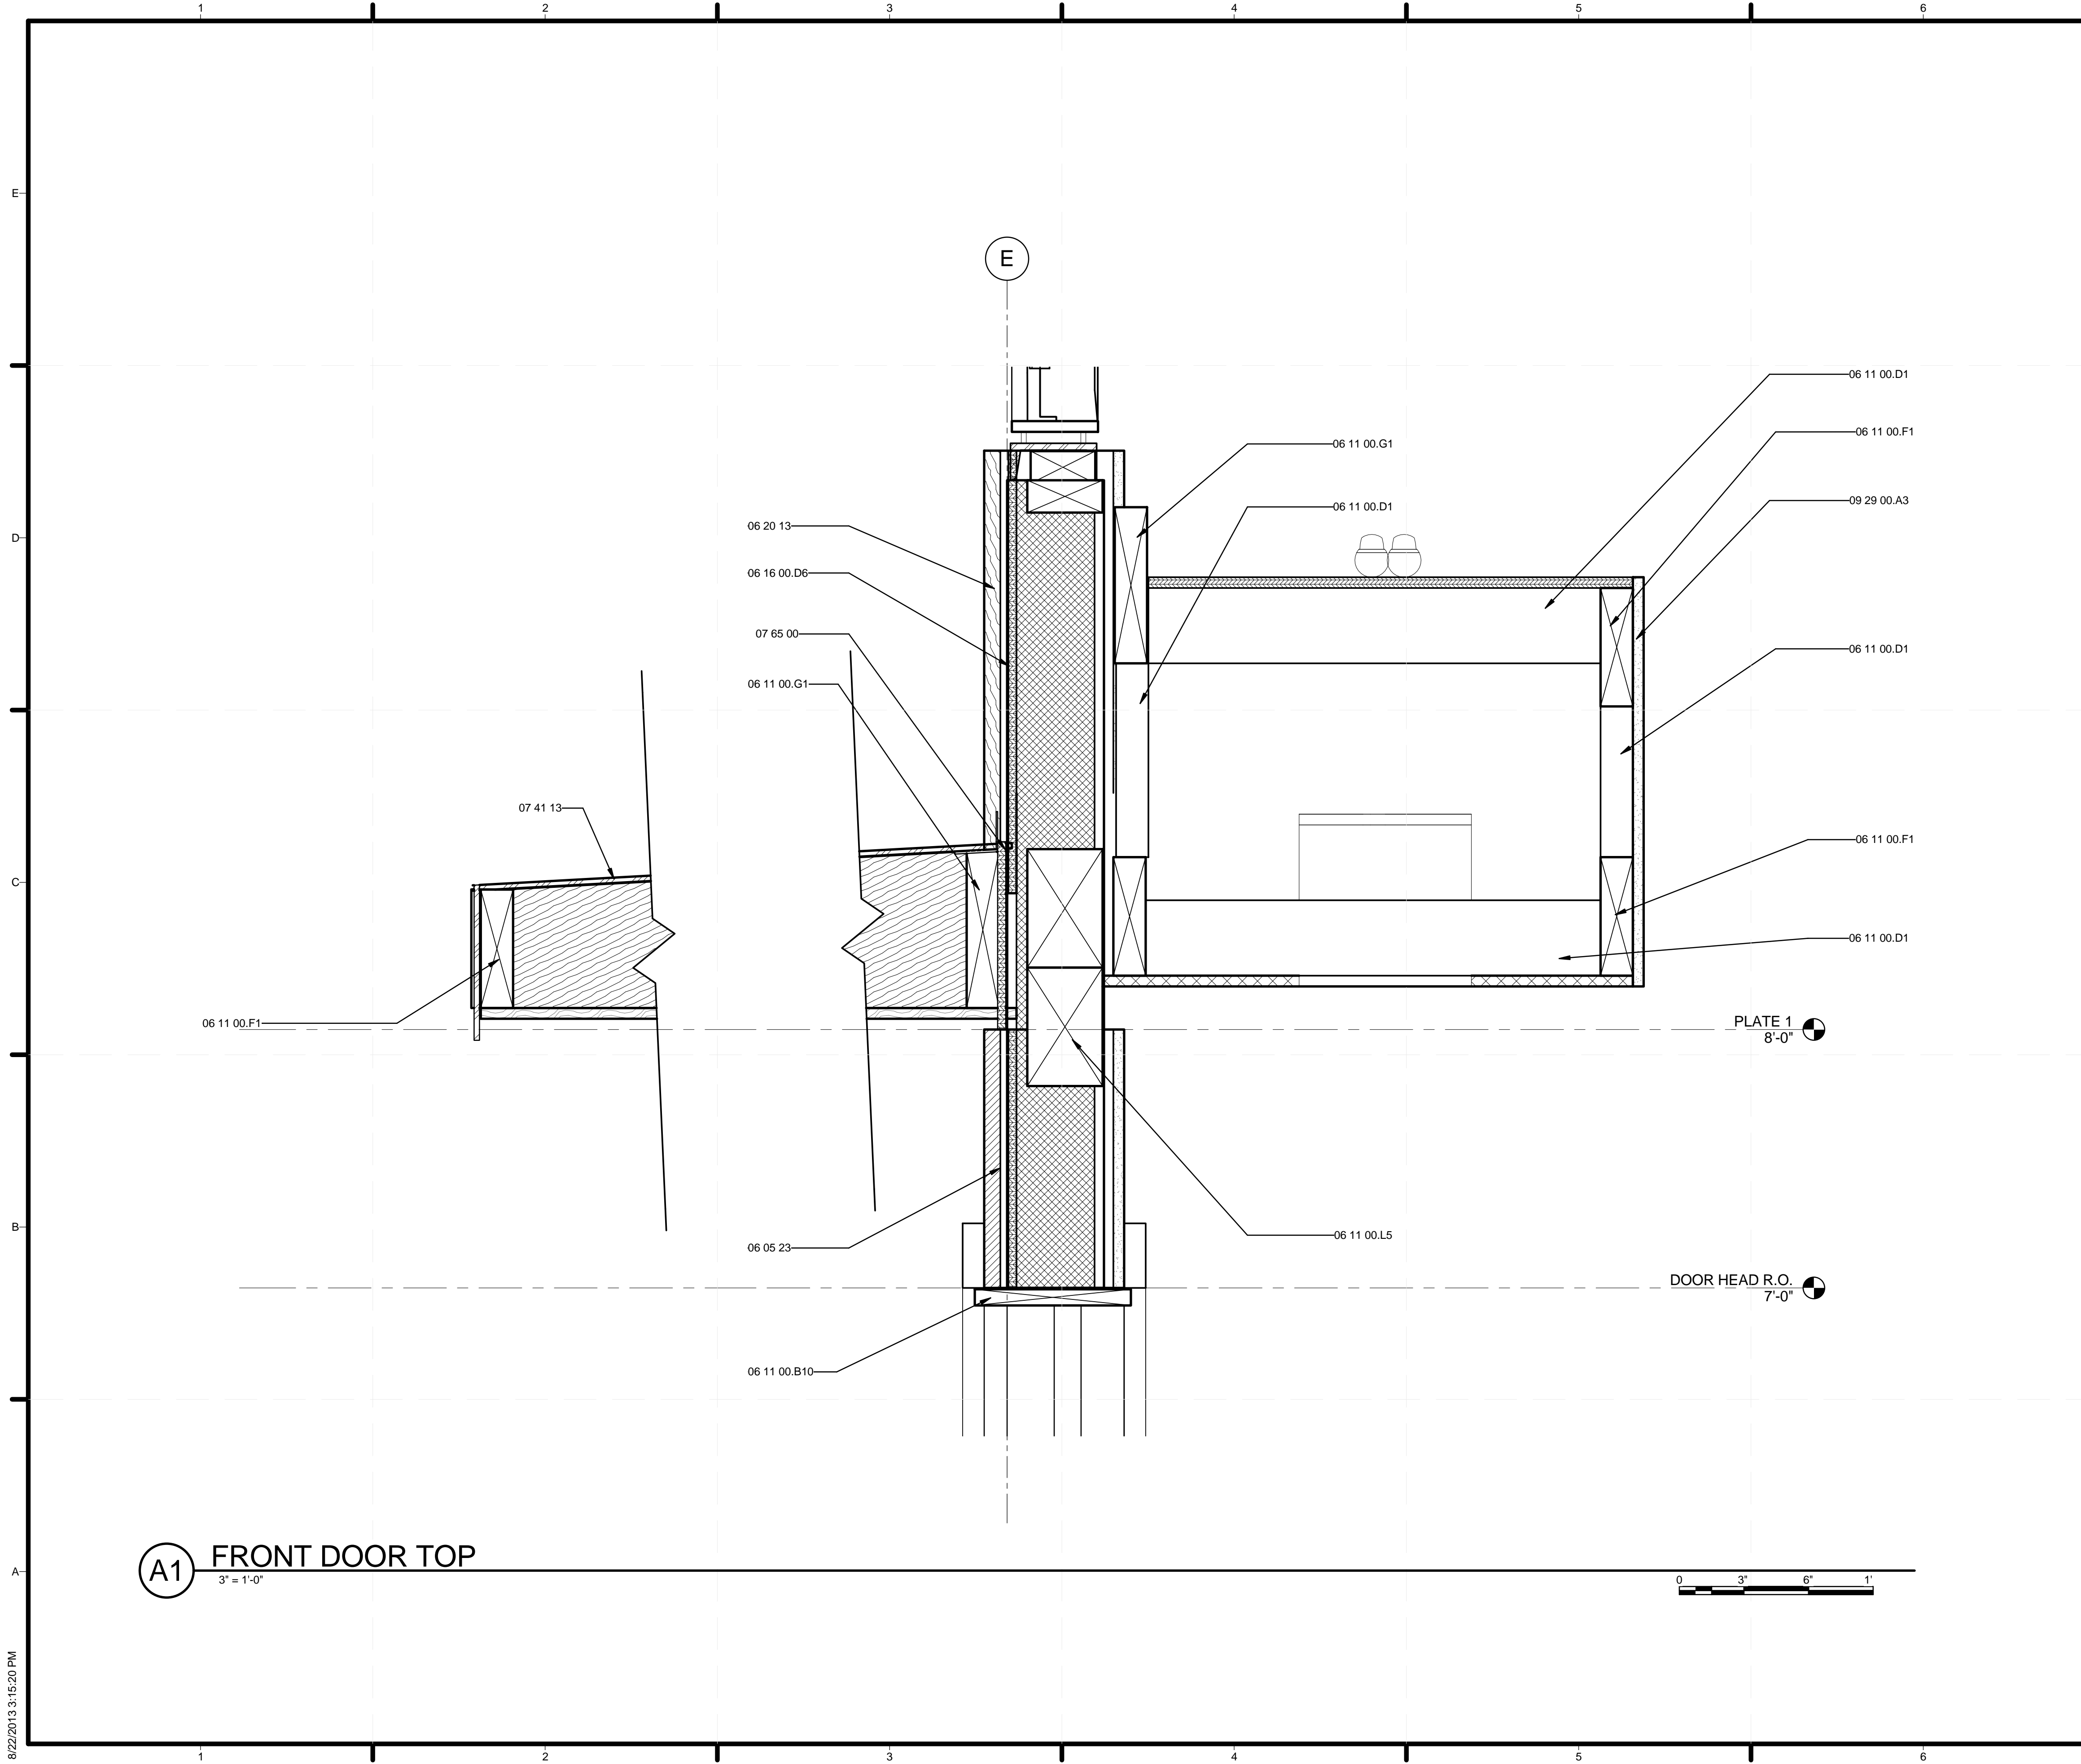 1 2 3 4 5 6
E
E
06 11 00.D1
06 11 00.F1
06 11 00.G1
09 29 00.A3
06 11 00.D1
06 20 13
D
06 16 00.D6
07 65 00
06 11 00.D1
06 11 00.G1
07 41 13
06 11 00.F1
C
06 11 00.D1
06 11 00.F1
PLATE 1
8'-0"
B
06 11 00.L5
06 05 23
DOOR HEAD R.O.
7'-0"
06 11 00.B10
A
A1
FRONT DOOR TOP
3" = 1'-0"
0 3" 6" 1'
8/22/2013 3:15:20 PM
1 2 3 4 5 6